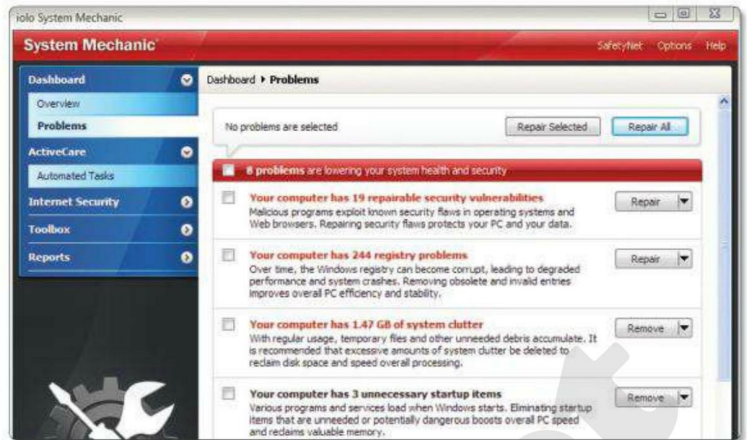 iolo System Mechanic
System Mechanic
SafetyNet Options Help
Dashboard
Overview
Problems
ActiveCare
Automated Tasks
Internet Security
Toolbox
Reports
Dashboard Problems
No problems are selected
Repair Selected
Repair All
8 problems are lowering your system health and security
Your computer has 19 repairable security vulnerabilities
Malicious programs exploit known security flaws in operating systems and
Web browsers. Repairing security flaws protects your PC and your data.
Repair
Your computer has 244 registry problems
Over time, the Windows registry can become corrupt, leading to degraded
performance and system crashes. Removing obsolete and invalid entries
improves overall PC efficiency and stability.
Repair
Your computer has 1.47 GB of system clutter
With regular usage, temporary files and other unneeded debris accumulate. It
is recommended that excessive amounts of system clutter be deleted to
reclaim disk space and speed overall processing.
Remove
Your computer has 3 unnecessary startup items
Various programs and services load when Windows starts. Eliminating startup
items that are unneeded or potentially dangerous boosts overall PC speed
and reclaims valuable memory.
Remove